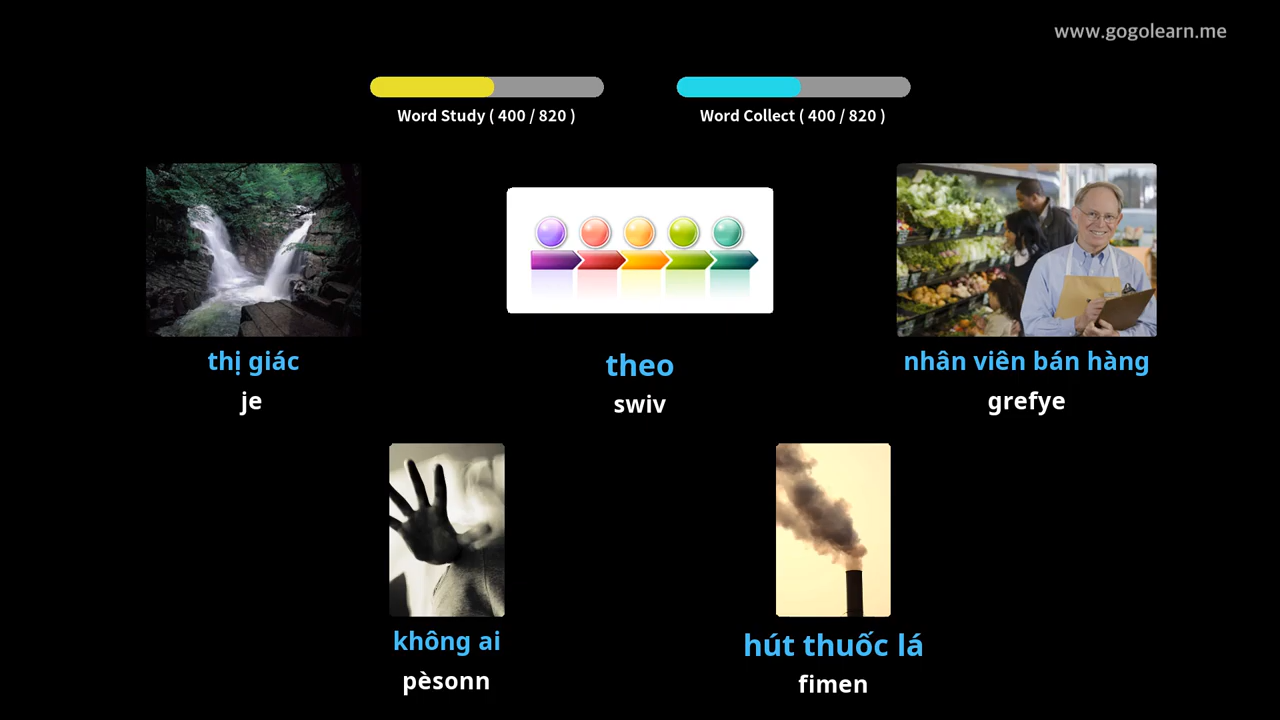 www.gogolearn.me
Word Study ( 400 / 820 )
Word Collect ( 400 / 820 )
thị giác
je
theo
swiv
nhân viên bán hàng
grefye
không ai
pèsonn
hút thuốc lá
fimen